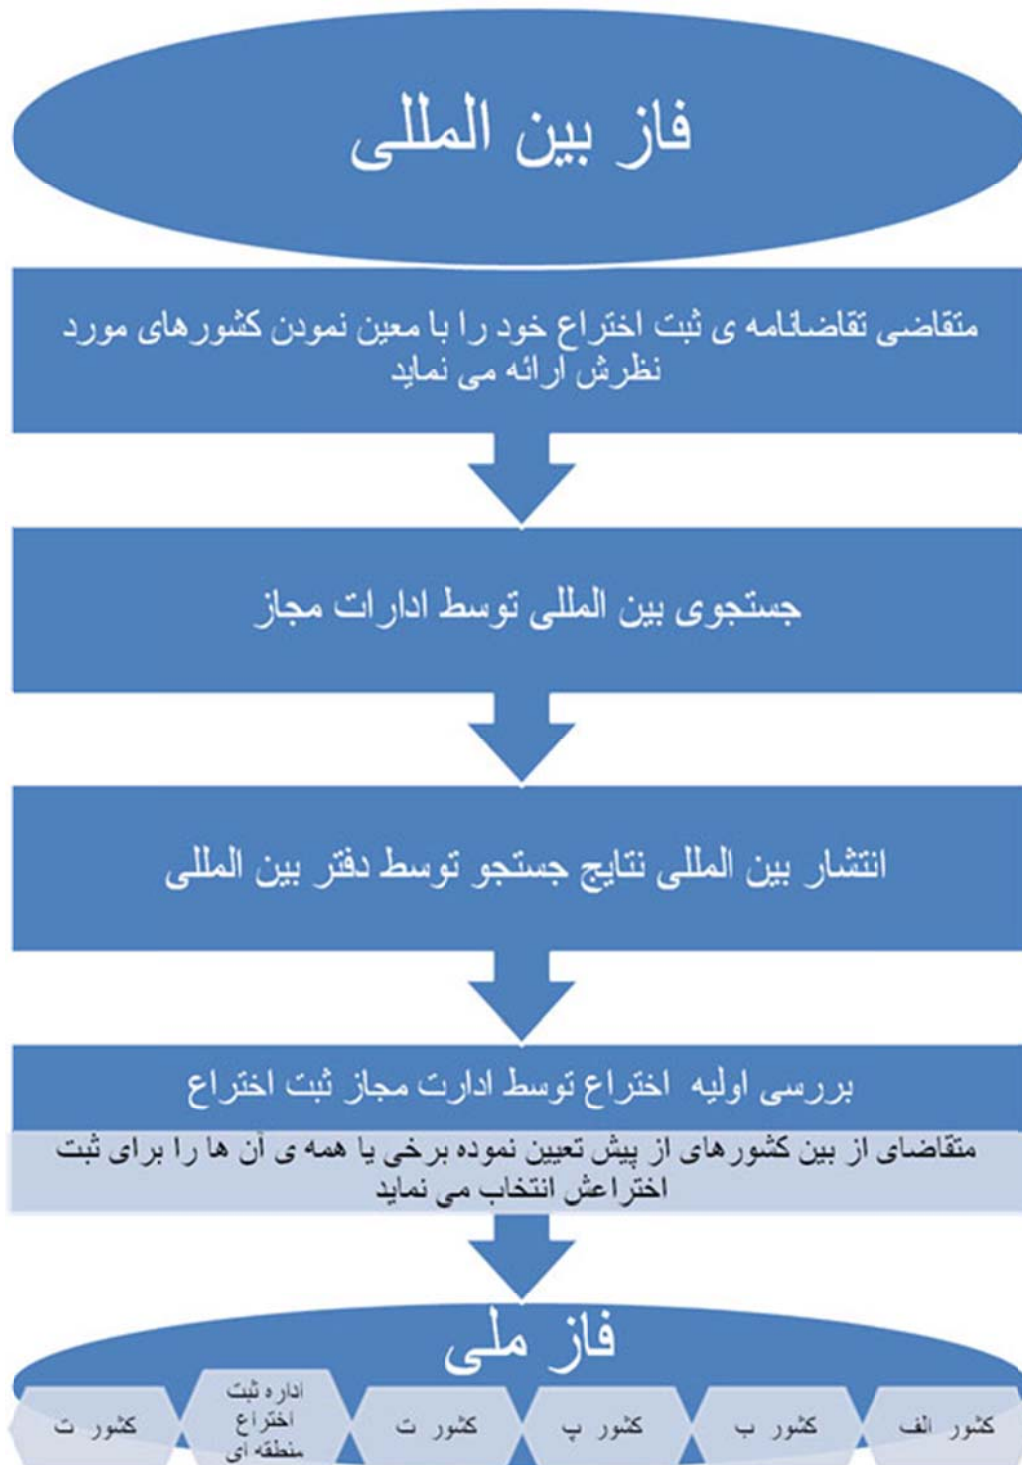 فاز بین المللی
متقاضی تقاضانامه ی ثبت اختراع خود را با معین نمودن کشورهای مورد
نظرش ارائه می نماید
جستجوی بین المللی توسط ادارات مجاز
انتشار بین المللی نتایج جستجو توسط دفتر بین المللی
بررسی اولیه اختراع توسط ادارت مجاز ثبت اختراع
متقاضای از بین کشورهای از پیش تعیین نموده برخی یا همه ی آن ها را برای ثبت
اختراعش انتخاب می نماید
فاز ملی
کشور الف
کشور ب
کشور پ
کشور ت
اداره ثبت
اختراع
منطقه ای
کشور ت